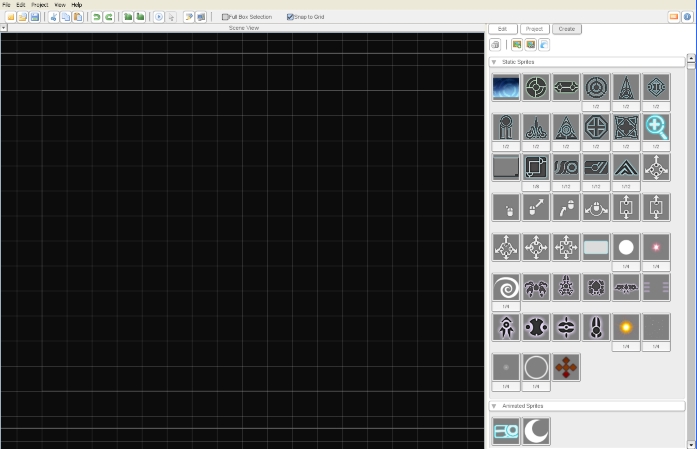 File Edit Project View Help
Full Box Selection Snap to Grid
Scene View
Edit Project Create
Static Sprites
1/2 1/2 1/2
1/2 1/2 1/2 1/2 1/2 1/2
1/8 1/12 1/12 1/12
1/4 1/4
1/4
1/4 1/4
1/4 1/4
Animated Sprites